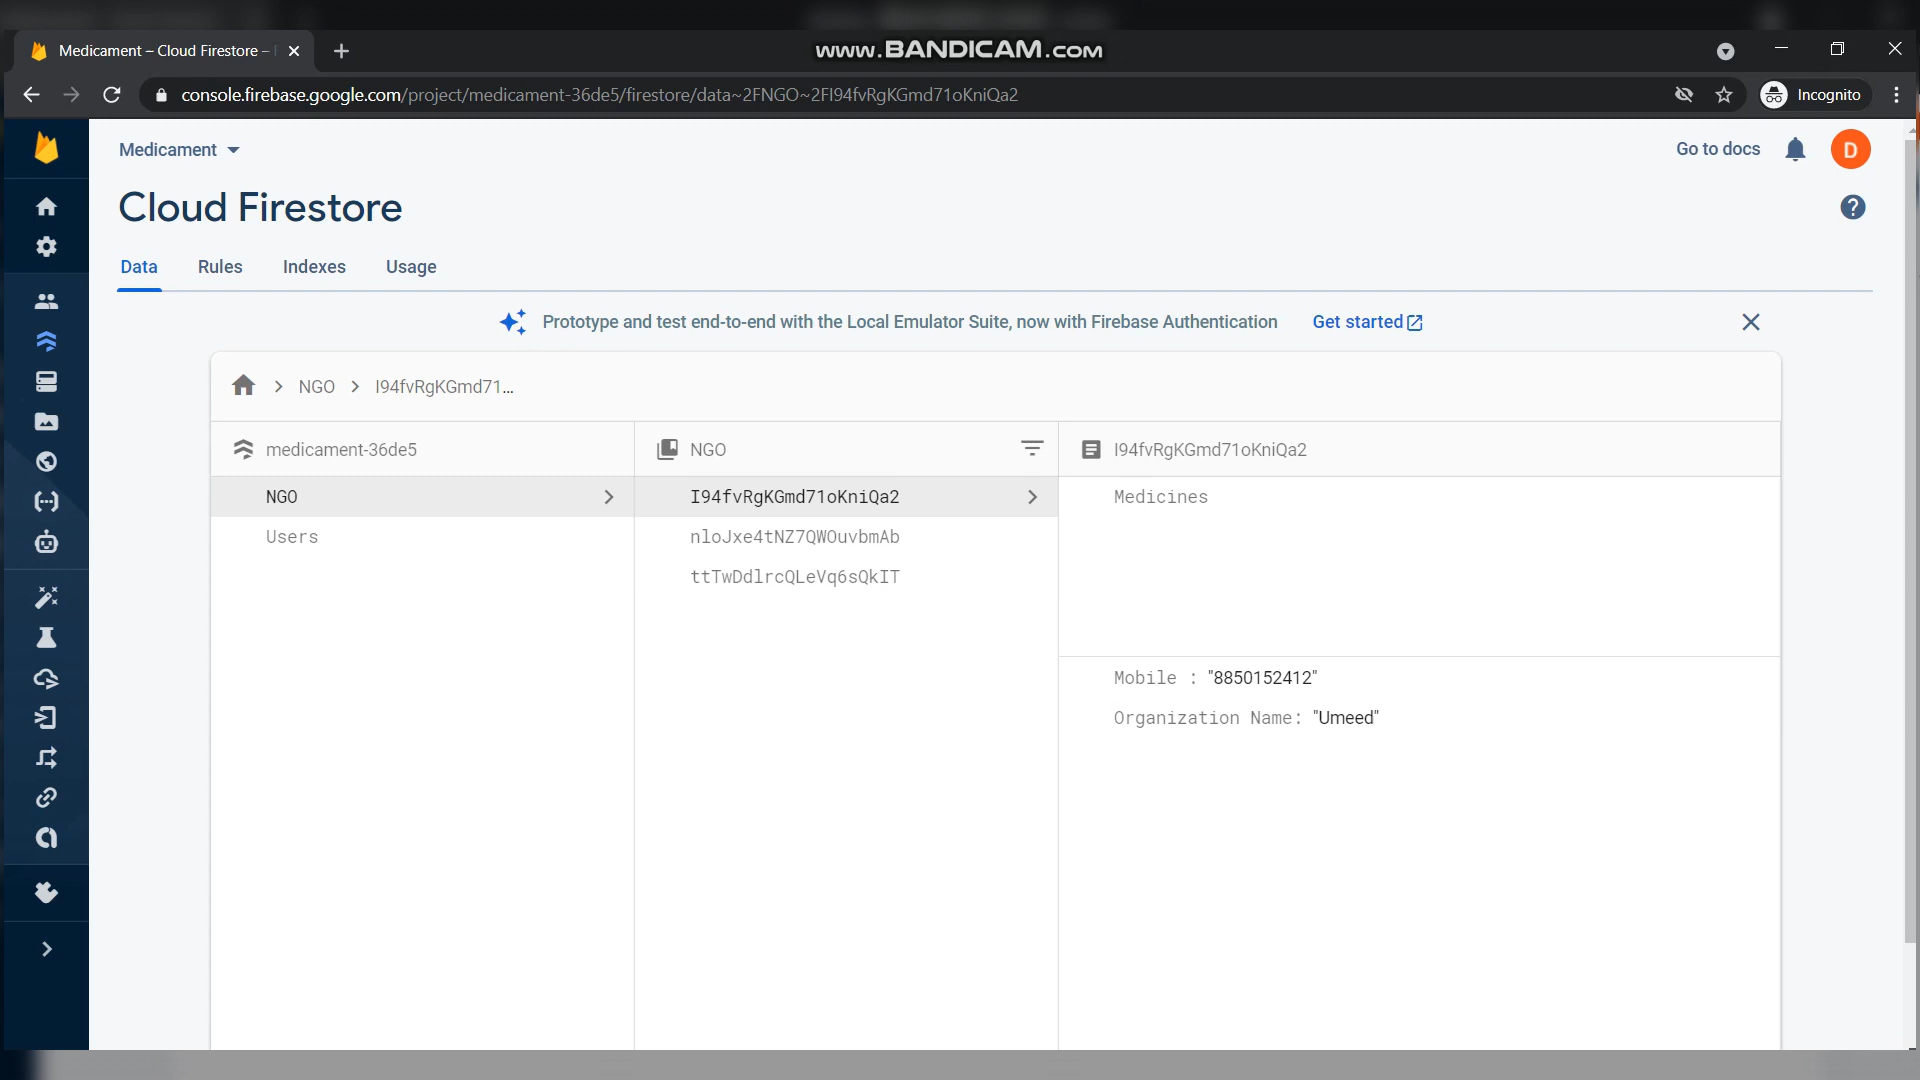 Medicament – Cloud Firestore –
www.BANDICAM.com
console.firebase.google.com/project/medicament-36de5/firestore/data~2FNGO~2FI94fvRgKGmd71oKniQa2
Incognito
Medicament
Go to docs
D
Cloud Firestore
?
Data Rules Indexes Usage
Prototype and test end-to-end with the Local Emulator Suite, now with Firebase Authentication Get started
NGO I94fvRgKGmd71...
medicament-36de5 NGO I94fvRgKGmd71oKniQa2
NGO I94fvRgKGmd71oKniQa2 Medicines
Users nloJxe4tNZ7QWOuvbmAb
ttTwDdlrcQLeVq6sQkIT
Mobile : "8850152412"
Organization Name: "Umeed"